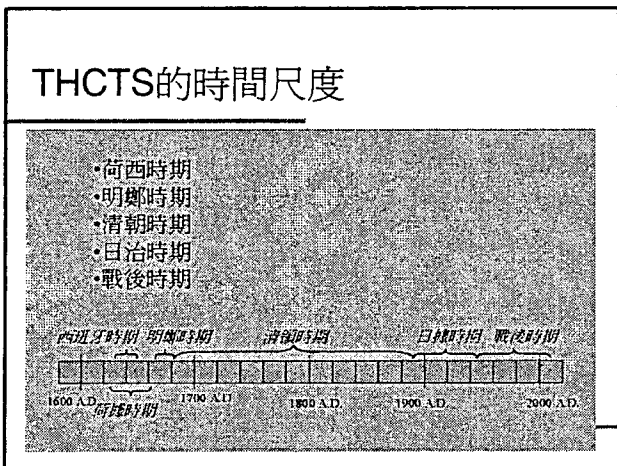 THCTS的時間尺度
•荷西時期
•明鄭時期
•清朝時期
•日治時期
•戰後時期
西班牙時期 明鄭時期 清領時期 日據時期 戰後時期
1600 A.D. 1700 A.D. 1800 A.D. 1900 A.D. 2000 A.D.
荷據時期